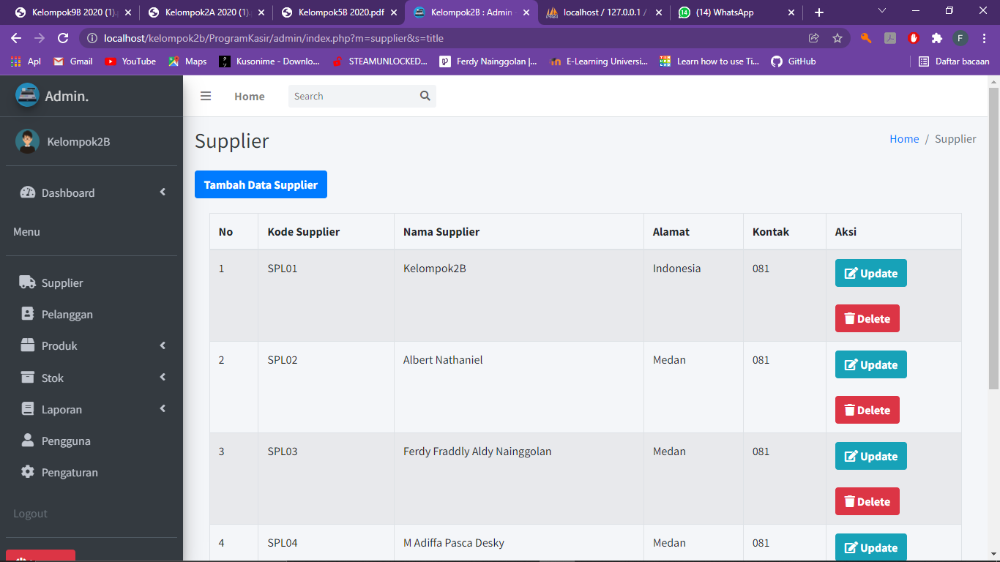 Kelompok9B 2020 (1).p
Kelompok2A 2020 (1).
Kelompok5B 2020.pdf
Kelompok2B : Admin
localhost / 127.0.0.1 /
14
(14) WhatsApp
localhost/kelompok2b/ProgramKasir/admin/index.php?m=supplier&s=title
F
Apl
Gmail
YouTube
Maps
Kusonime - Downlo...
STEAMUNLOCKED...
Ferdy Nainggolan |...
E-Learning Universi...
Learn how to use Ti...
GitHub
Daftar bacaan
Admin.
Home
Search
Kelompok2B
Supplier
Home / Supplier
Tambah Data Supplier
Dashboard
Menu
Supplier
Pelanggan
Produk
Stok
Laporan
Pengguna
Pengaturan
Logout
No Kode Supplier Nama Supplier Alamat Kontak Aksi
1 SPL01 Kelompok2B Indonesia 081 Update
Delete
2 SPL02 Albert Nathaniel Medan 081 Update
Delete
3 SPL03 Ferdy Fraddly Aldy Nainggolan Medan 081 Update
Delete
4 SPL04 M Adiffa Pasca Desky Medan 081 Update